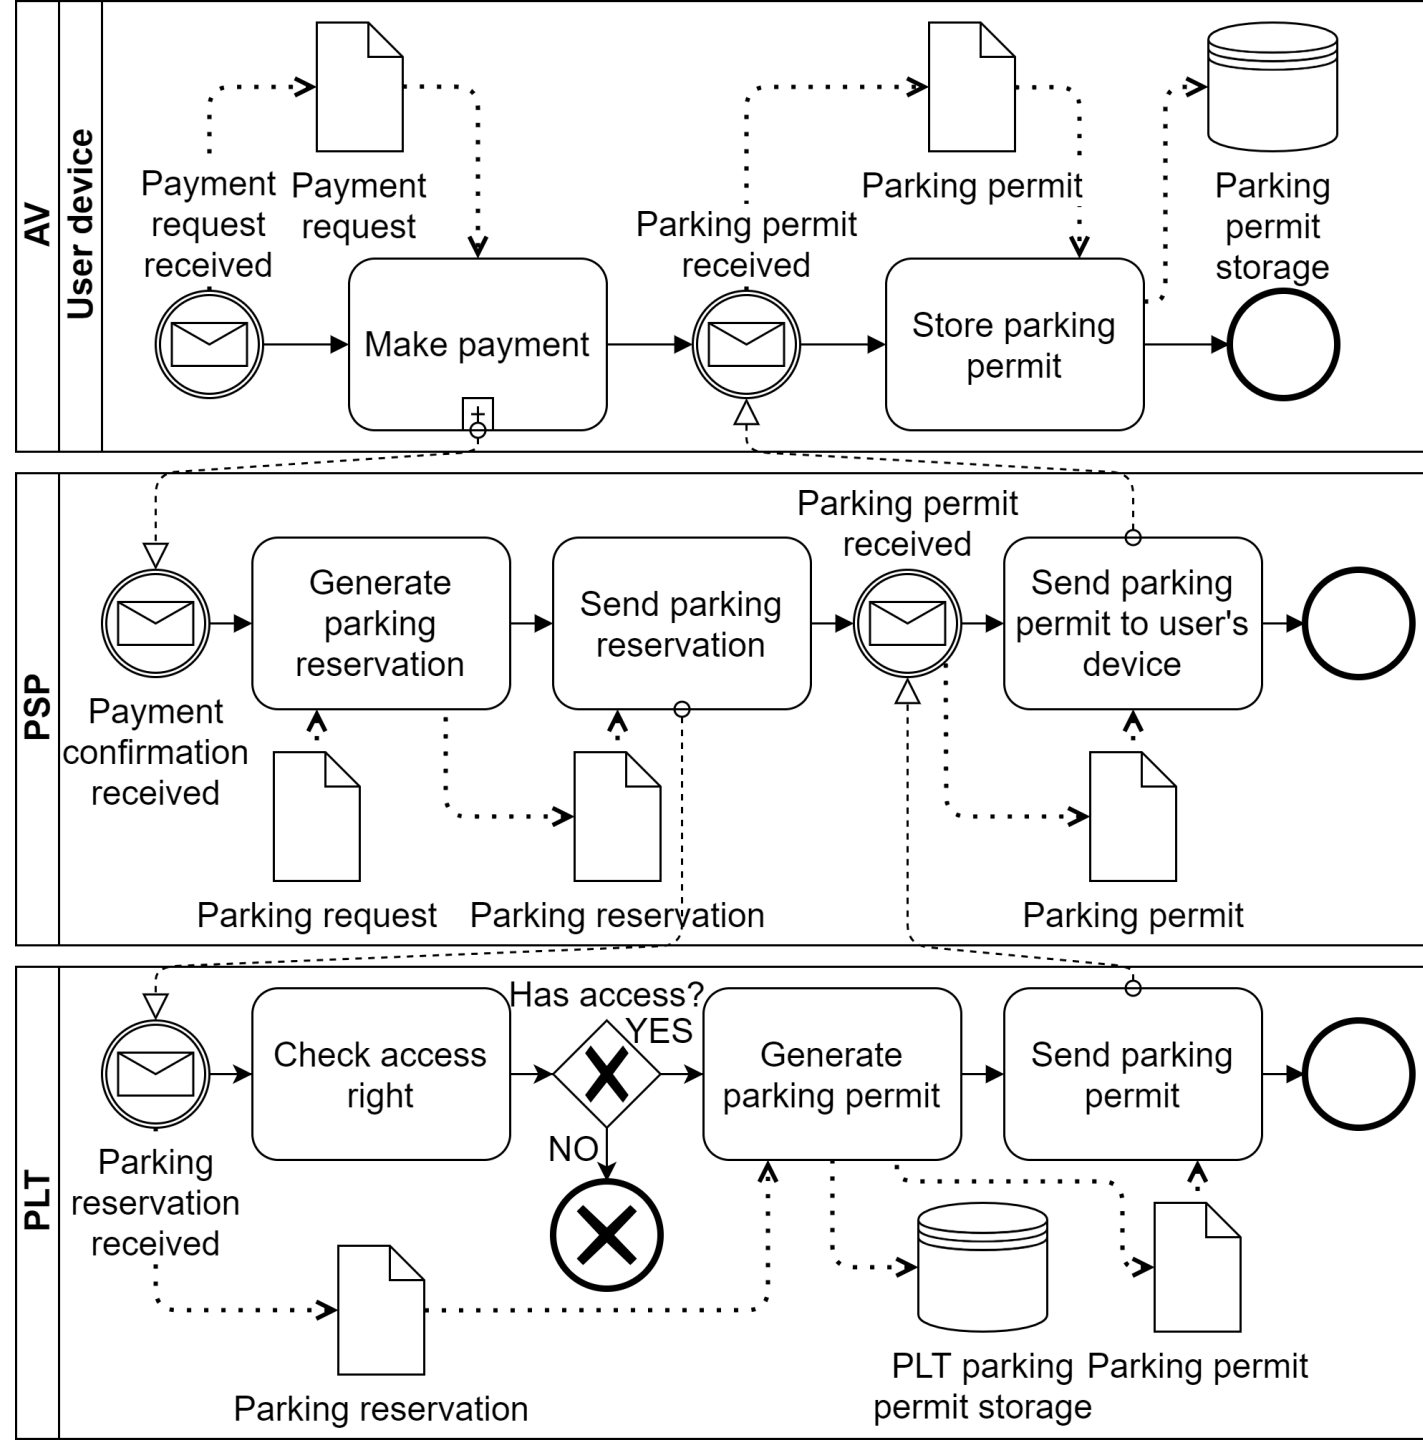 AV
User device
Payment
request
received
Payment
request
Make payment
Parking permit
received
Parking permit
Store parking
permit
Parking
permit
storage
PSP
Payment
confirmation
received
Generate
parking
reservation
Parking request
Send parking
reservation
Parking reservation
Parking permit
received
Send parking
permit to user's
device
Parking permit
PLT
Parking
reservation
received
Parking reservation
Check access
right
Has access?
YES
NO
Generate
parking permit
PLT parking
permit storage
Send parking
permit
Parking permit